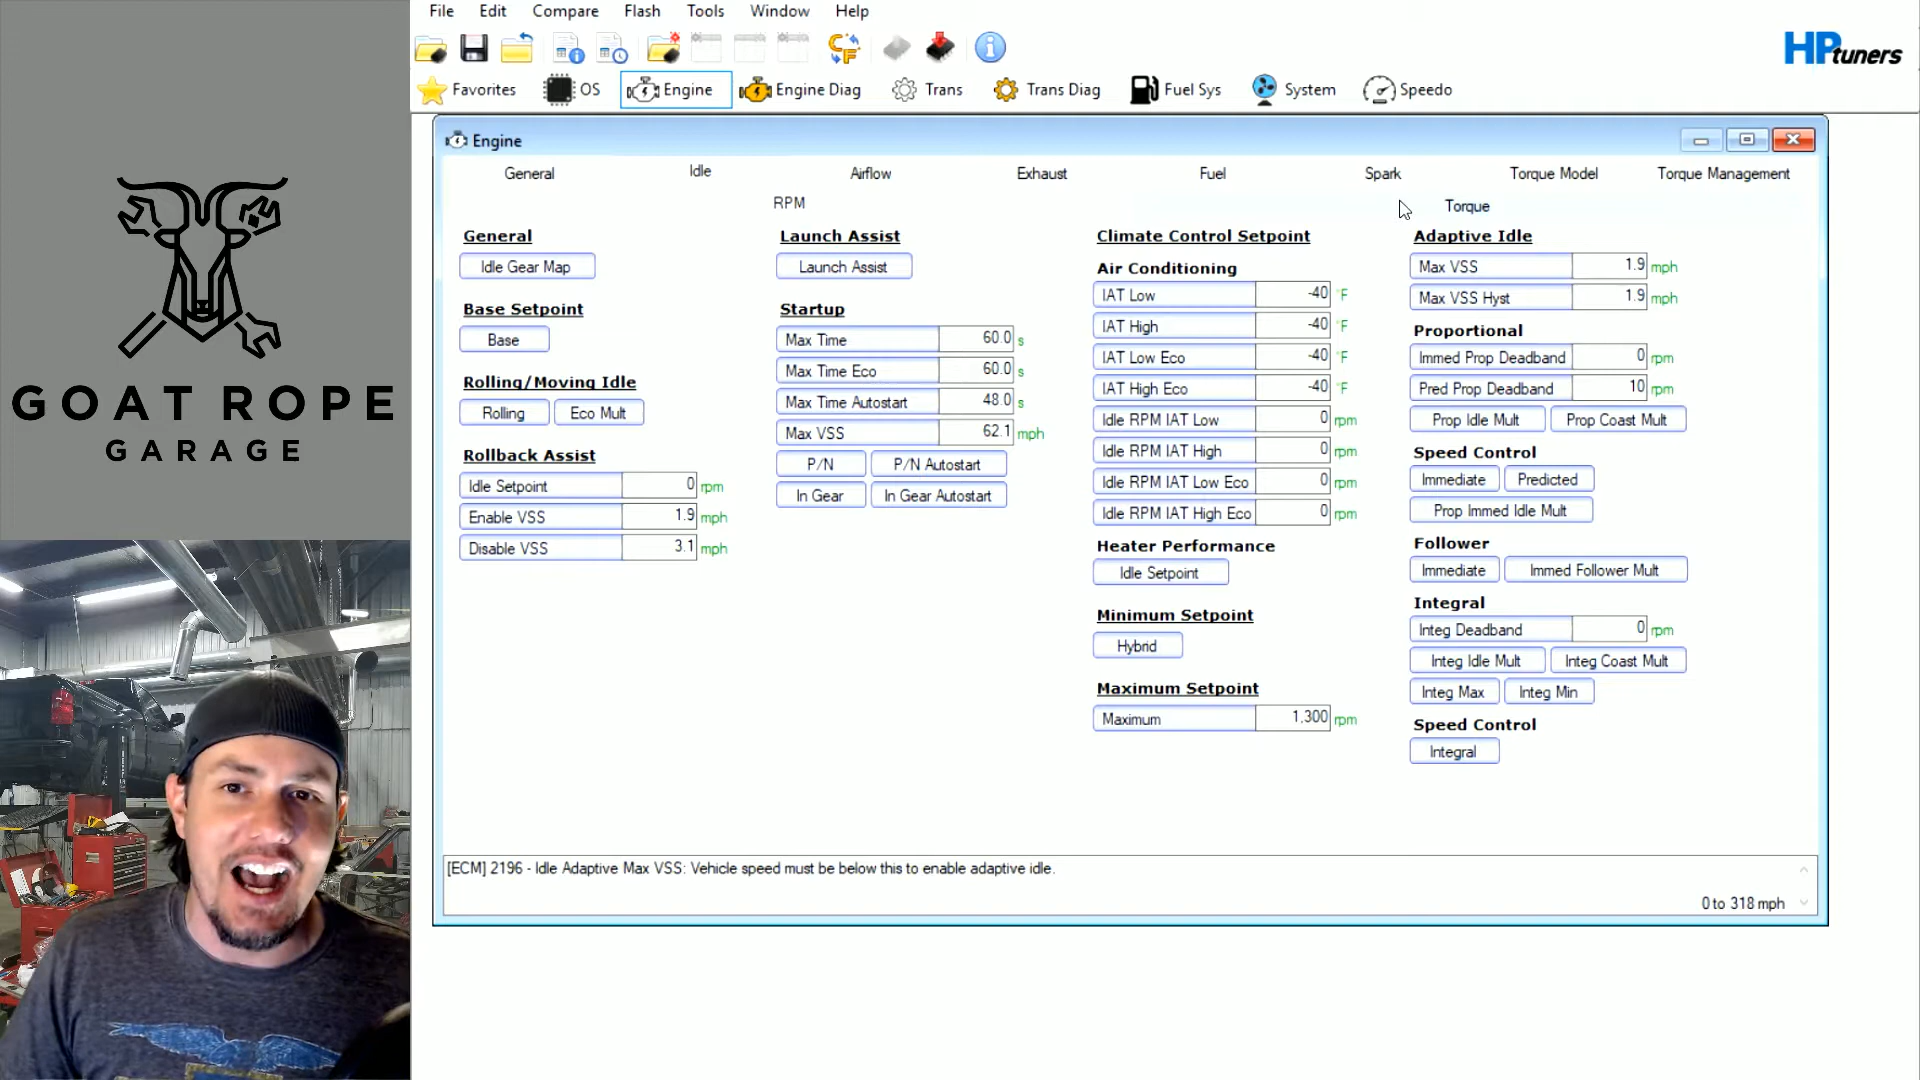 File Edit Compare Flash Tools Window Help
HPtuners
Favorites OS Engine Engine Diag Trans Trans Diag Fuel Sys System Speedo
GOAT ROPE
GARAGE
Engine
General Idle Airflow Exhaust Fuel Spark Torque Model Torque Management
RPM Torque
General
Idle Gear Map
Base Setpoint
Base
Rolling/Moving Idle
Rolling Eco Mult
Rollback Assist
Idle Setpoint 0 rpm
Enable VSS 1.9 mph
Disable VSS 3.1 mph
Launch Assist
Launch Assist
Startup
Max Time 60.0 s
Max Time Eco 60.0 s
Max Time Autostart 48.0 s
Max VSS 62.1 mph
P/N P/N Autostart
In Gear In Gear Autostart
Climate Control Setpoint
Air Conditioning
IAT Low -40 °F
IAT High -40 °F
IAT Low Eco -40 °F
IAT High Eco -40 °F
Idle RPM IAT Low 0 rpm
Idle RPM IAT High 0 rpm
Idle RPM IAT Low Eco 0 rpm
Idle RPM IAT High Eco 0 rpm
Heater Performance
Idle Setpoint
Minimum Setpoint
Hybrid
Maximum Setpoint
Maximum 1,300 rpm
Adaptive Idle
Max VSS 1.9 mph
Max VSS Hyst 1.9 mph
Proportional
Immed Prop Deadband 0 rpm
Pred Prop Deadband 10 rpm
Prop Idle Mult Prop Coast Mult
Speed Control
Immediate Predicted
Prop Immed Idle Mult
Follower
Immediate Immed Follower Mult
Integral
Integ Deadband 0 rpm
Integ Idle Mult Integ Coast Mult
Integ Max Integ Min
Speed Control
Integral
[ECM] 2196 - Idle Adaptive Max VSS: Vehicle speed must be below this to enable adaptive idle.
0 to 318 mph